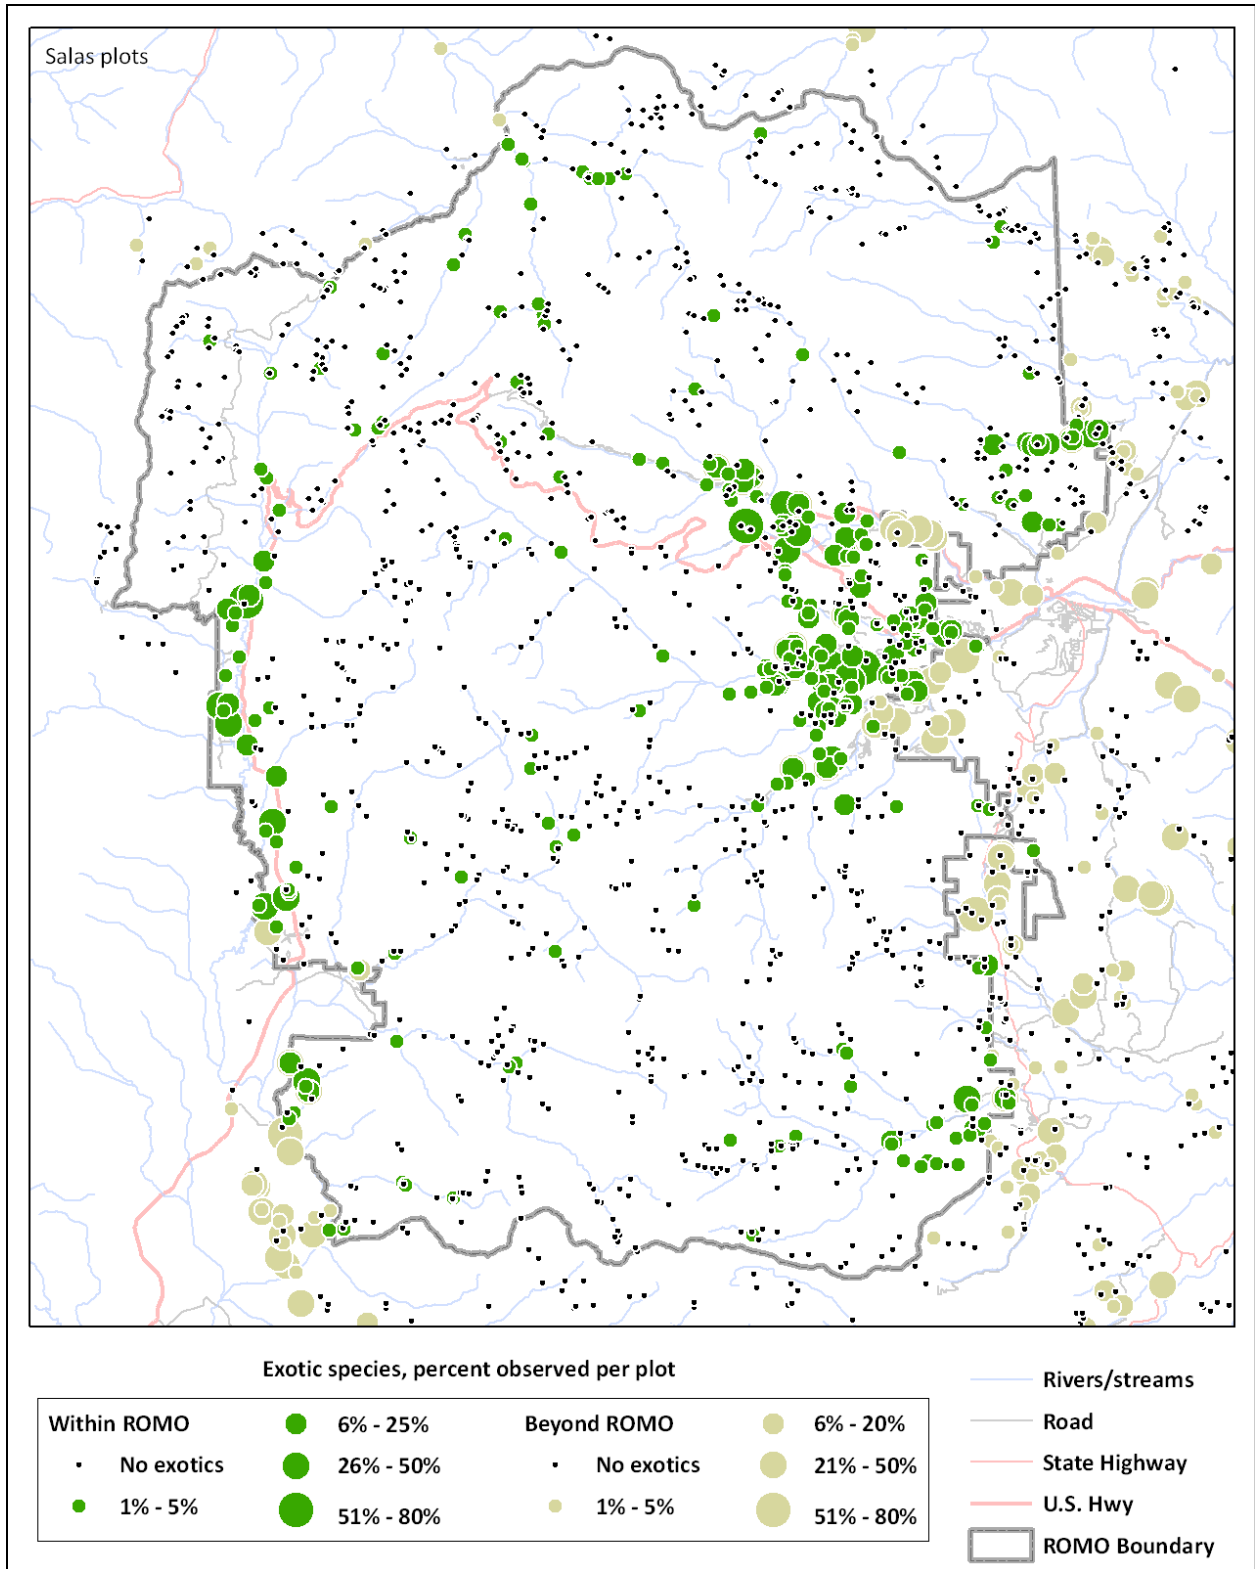 Salas plots
Exotic species, percent observed per plot
Within ROMO
No exotics
1% - 5%
6% - 25%
26% - 50%
51% - 80%
Beyond ROMO
No exotics
1% - 5%
6% - 20%
21% - 50%
51% - 80%
Rivers/streams
Road
State Highway
U.S. Hwy
ROMO Boundary